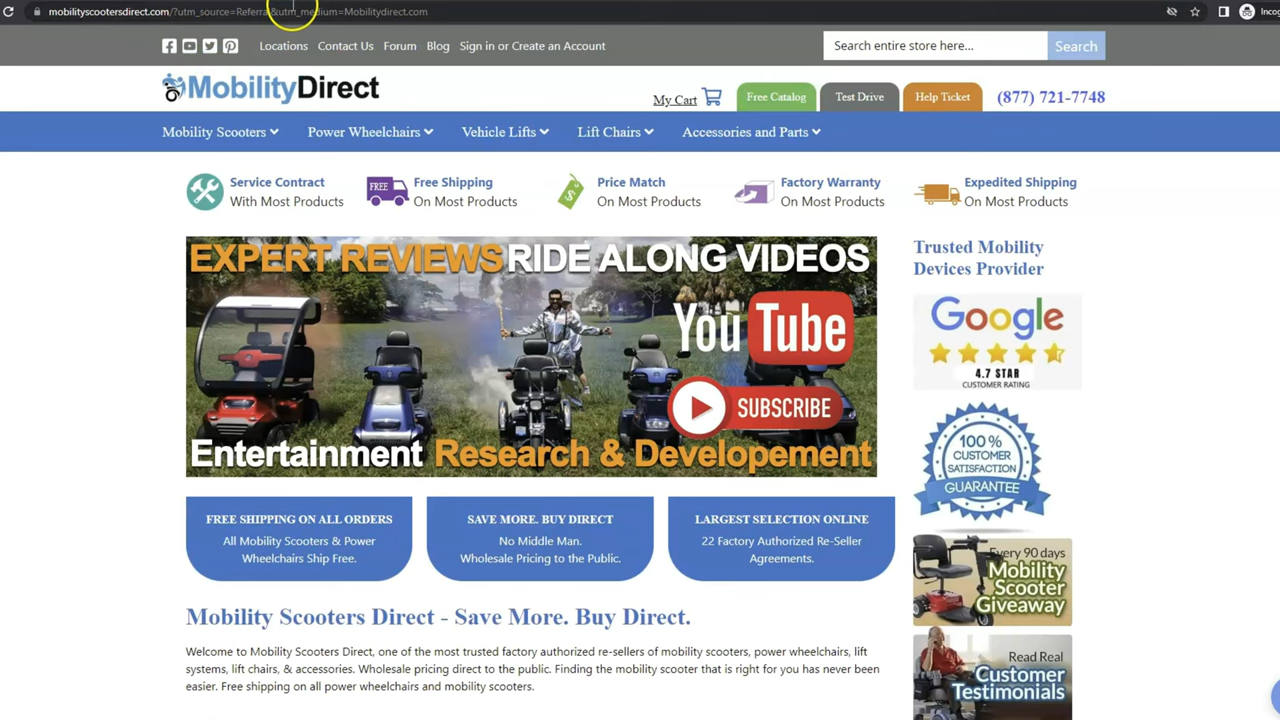 mobilityscootersdirect.com/?utm_source=Referral&utm_medium=Mobilitydirect.com
Locations Contact Us Forum Blog Sign in or Create an Account
Search entire store here... Search
MobilityDirect
My Cart Free Catalog Test Drive Help Ticket (877) 721-7748
Mobility Scooters Power Wheelchairs Vehicle Lifts Lift Chairs Accessories and Parts
Service Contract
With Most Products
FREE
Free Shipping
On Most Products
Price Match
On Most Products
Factory Warranty
On Most Products
Expedited Shipping
On Most Products
EXPERT REVIEWS RIDE ALONG VIDEOS
YouTube
SUBSCRIBE
Entertainment Research & Developement
Trusted Mobility
Devices Provider
Google
4.7 STAR
CUSTOMER RATING
100 %
CUSTOMER
SATISFACTION
GUARANTEE
Every 90 days
Mobility
Scooter
Giveaway
Read Real
Customer
Testimonials
FREE SHIPPING ON ALL ORDERS
All Mobility Scooters & Power
Wheelchairs Ship Free.
SAVE MORE. BUY DIRECT
No Middle Man.
Wholesale Pricing to the Public.
LARGEST SELECTION ONLINE
22 Factory Authorized Re-Seller
Agreements.
Mobility Scooters Direct - Save More. Buy Direct.
Welcome to Mobility Scooters Direct, one of the most trusted factory authorized re-sellers of mobility scooters, power wheelchairs, lift
systems, lift chairs, & accessories. Wholesale pricing direct to the public. Finding the mobility scooter that is right for you has never been
easier. Free shipping on all power wheelchairs and mobility scooters.